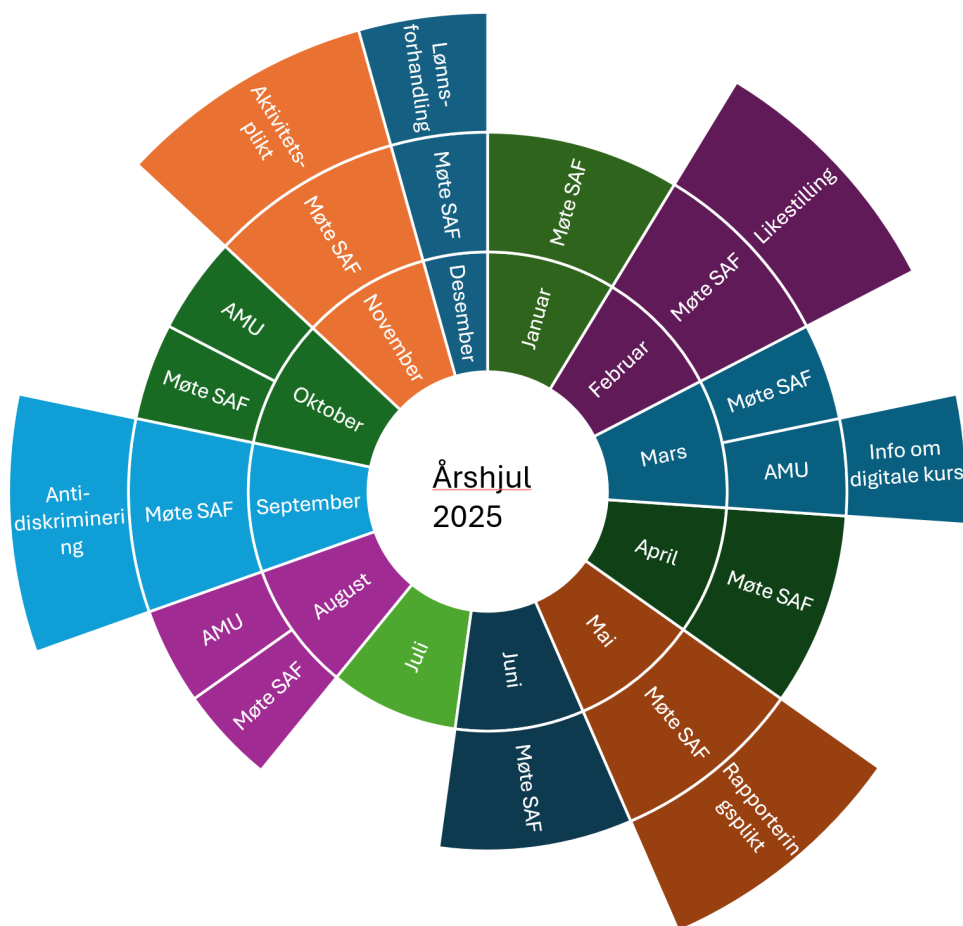 Årshjul
2025
Januar
Møte SAF
Februar
Møte SAF
Likestilling
Mars
Møte SAF
AMU
Info om
digitale kurs
April
Møte SAF
Mai
Møte SAF
Rapporterin
gsplikt
Juni
Møte SAF
Juli
August
Møte SAF
AMU
September
Møte SAF
Anti-
diskrimineri
ng
Oktober
Møte SAF
AMU
November
Møte SAF
Aktivitets-
plikt
Desember
Møte SAF
Lønns-
forhandling